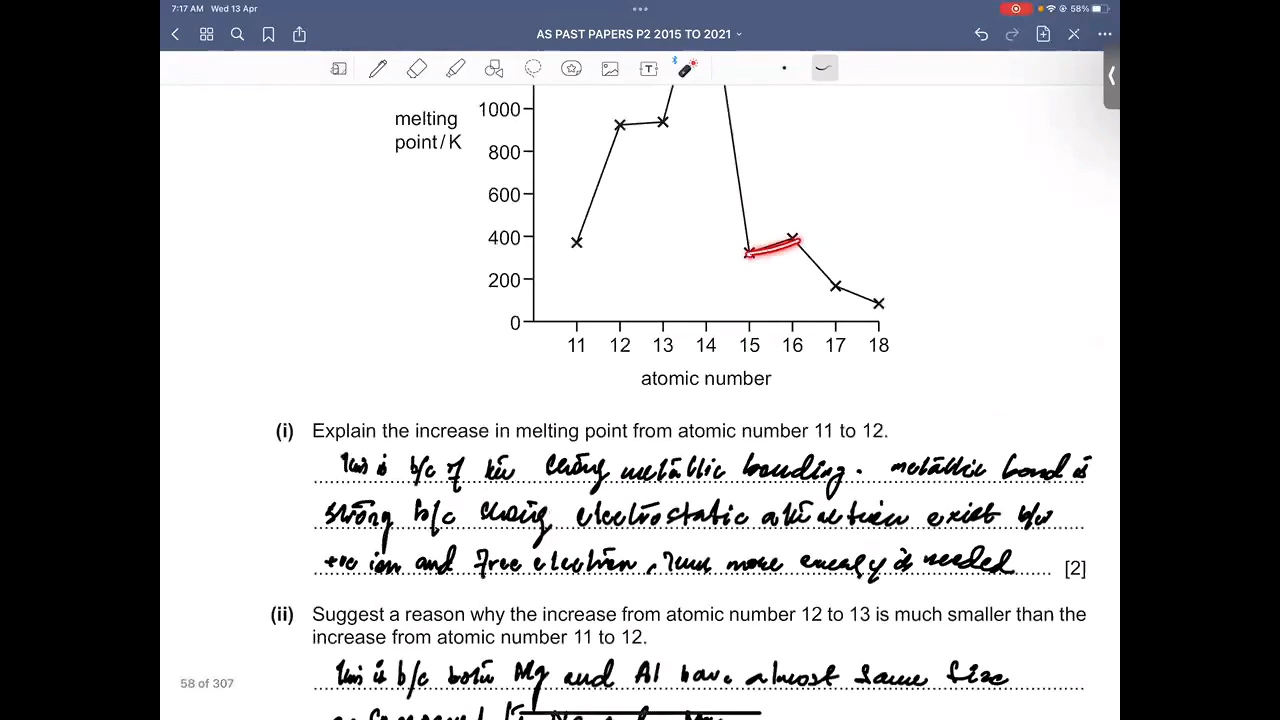 7:17 AM Wed 13 Apr
58%
AS PAST PAPERS P2 2015 TO 2021
T
melting
point/K
1000
800
600
400
200
0
11 12 13 14 15 16 17 18
atomic number
(i) Explain the increase in melting point from atomic number 11 to 12.
This is b/c of the strong metallic bonding. metallic bond is
strong b/c strong electrostatic attraction exist b/w
+ve ion and free electron, more energy is needed [2]
(ii) Suggest a reason why the increase from atomic number 12 to 13 is much smaller than the
increase from atomic number 11 to 12.
This is b/c both Mg and Al have almost same size
58 of 307